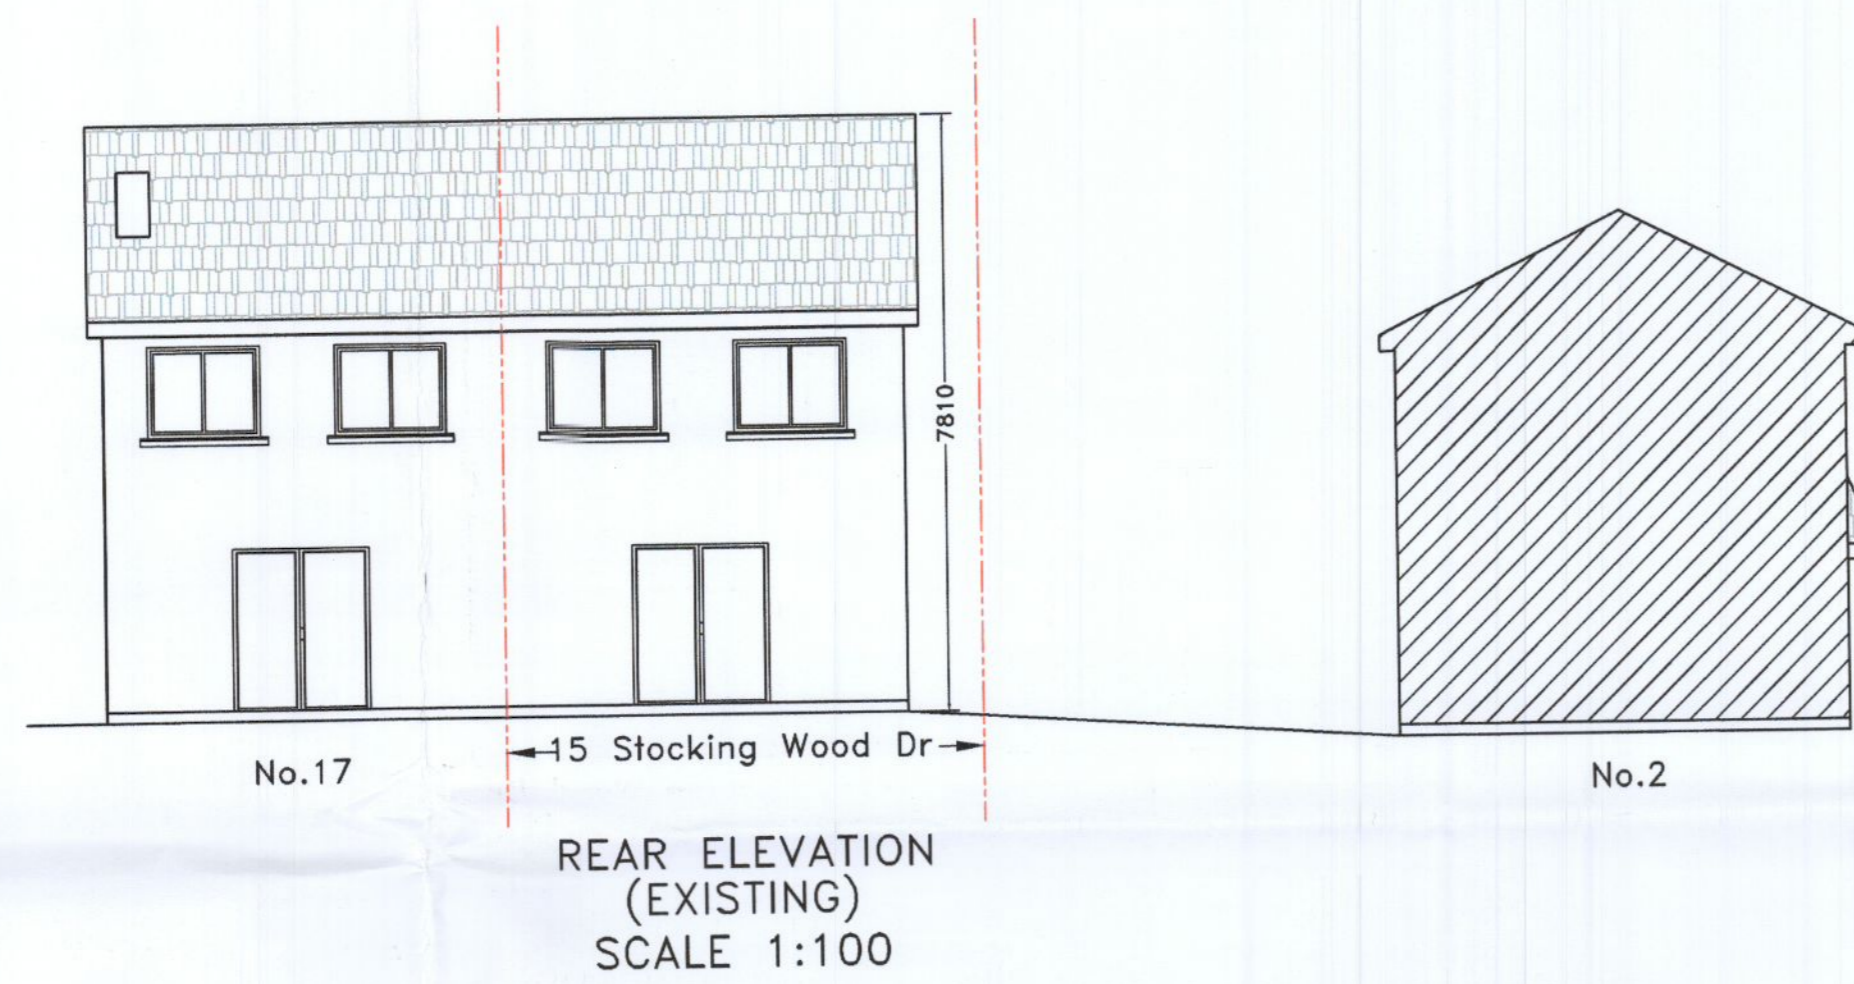 7810
15 Stocking Wood Dr
No.17
No.2
REAR ELEVATION
(EXISTING)
SCALE 1:100